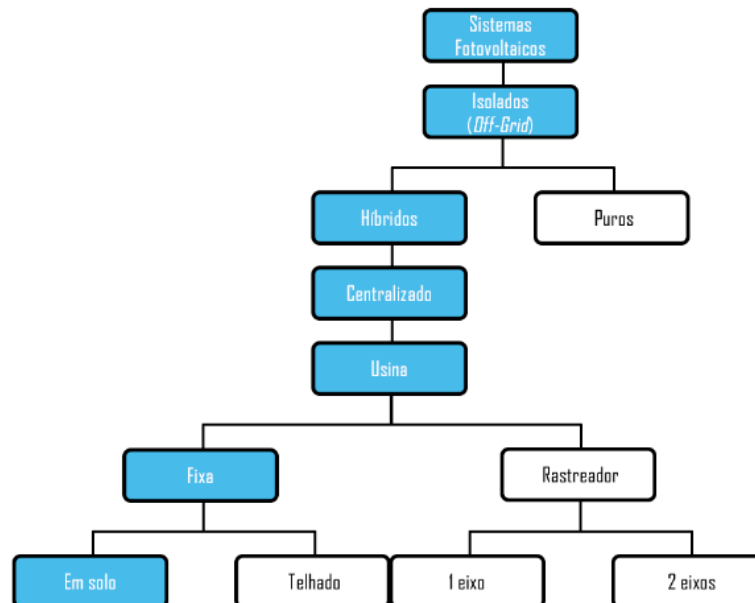 Sistemas
Fotovoltaicos
Isolados
(Off-Grid)
Híbridos
Puros
Centralizado
Usina
Fixa
Rastreador
Em solo
Telhado
1 eixo
2 eixos